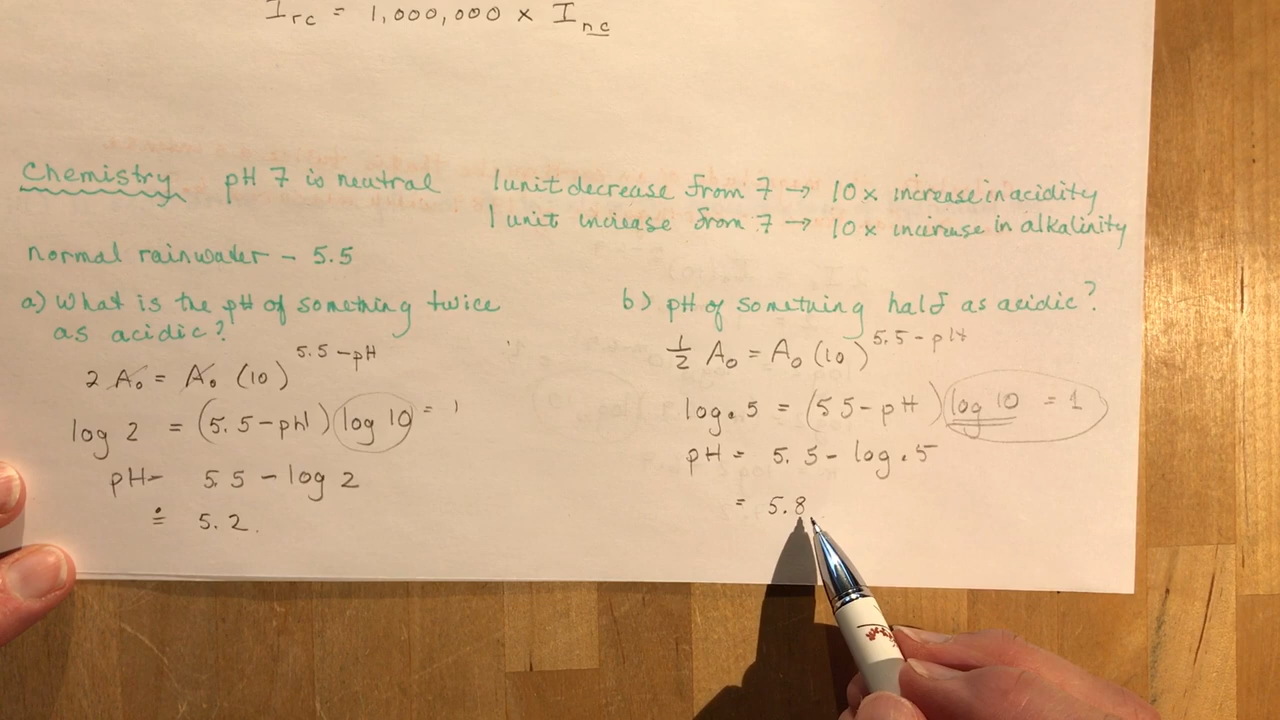 I rc = 1,000,000 x I nc
Chemistry pH 7 is neutral
1 unit decrease from 7 → 10 x increase in acidity
1 unit increase from 7 → 10 x increase in alkalinity
normal rainwater - 5.5
a) What is the pH of something twice
as acidic?
2 A₀ = A₀ (10)^5.5-pH
log 2 = (5.5-pH) log 10 = 1
pH = 5.5 - log 2
≐ 5.2.
b) pH of something half as acidic?
½ A₀ = A₀ (10)^5.5-pH
log .5 = (5.5-pH) log 10 = 1
pH = 5.5 - log .5
= 5.8